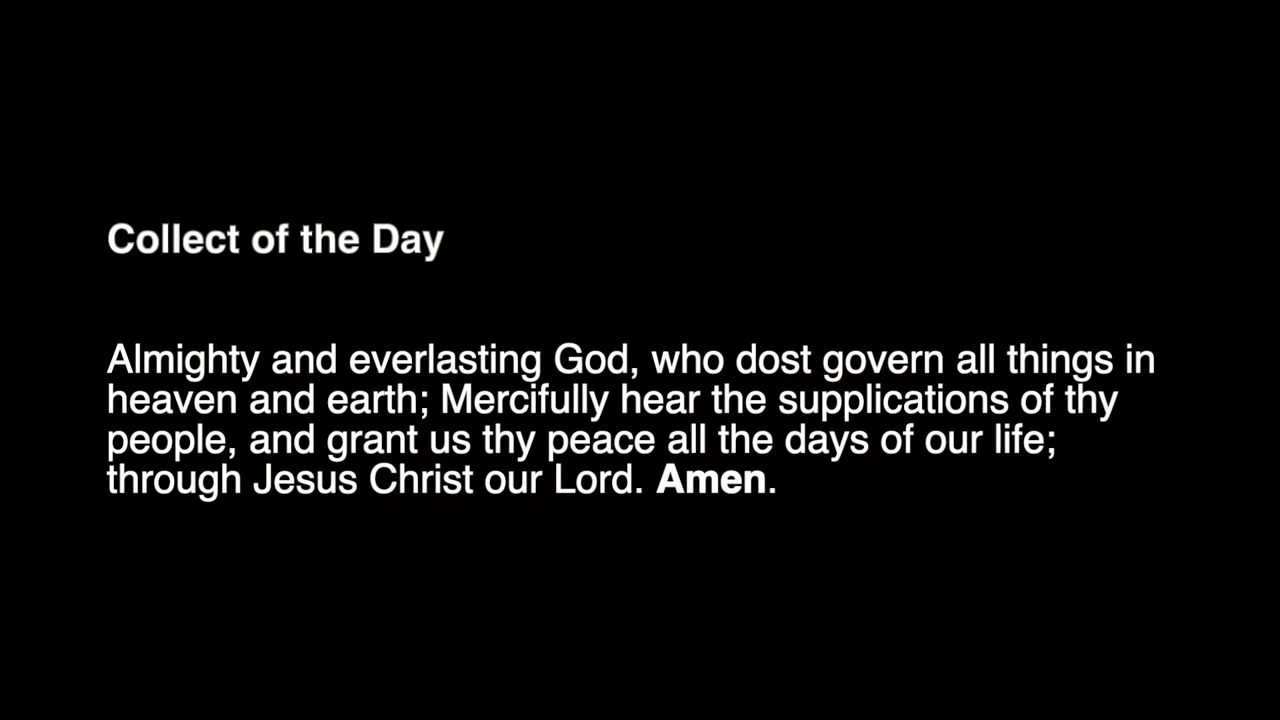 Collect of the Day
Almighty and everlasting God, who dost govern all things in
heaven and earth; Mercifully hear the supplications of thy
people, and grant us thy peace all the days of our life;
through Jesus Christ our Lord. Amen.